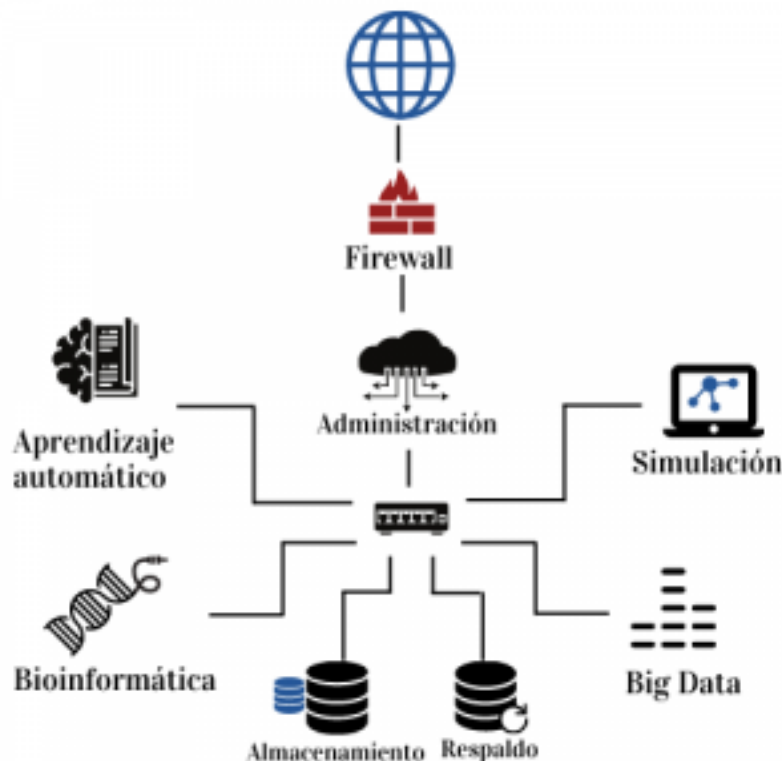 Firewall
Administración
Aprendizaje
automático
Simulación
Bioinformática
Big Data
Almacenamiento
Respaldo